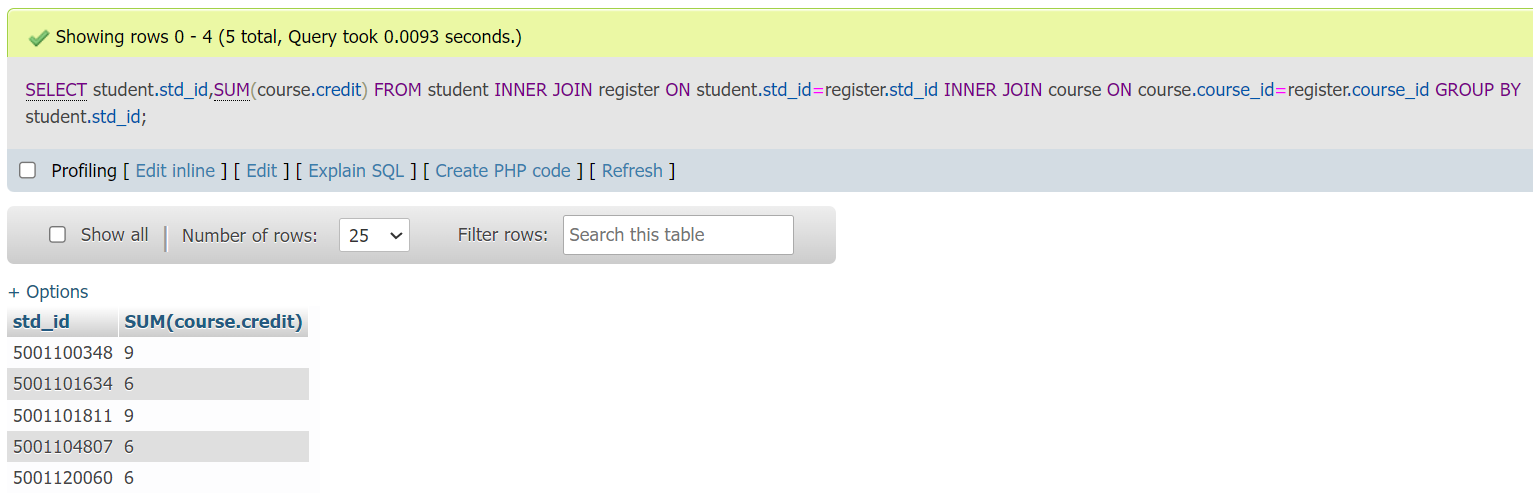 Showing rows 0 - 4 (5 total, Query took 0.0093 seconds.)
SELECT student.std_id,SUM(course.credit) FROM student INNER JOIN register ON student.std_id=register.std_id INNER JOIN course ON course.course_id=register.course_id GROUP BY
student.std_id;
Profiling [ Edit inline ] [ Edit ] [ Explain SQL ] [ Create PHP code ] [ Refresh ]
Show all | Number of rows: 25 Filter rows: Search this table
+ Options
std_id SUM(course.credit)
5001100348 9
5001101634 6
5001101811 9
5001104807 6
5001120060 6